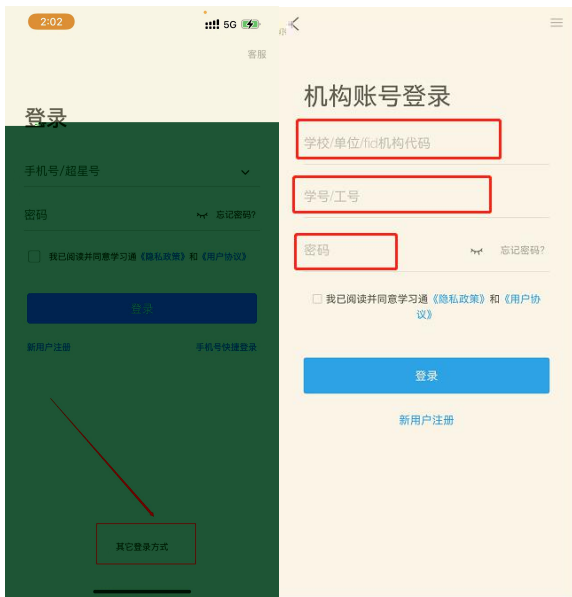 2:02
5G
客服
登录
手机号/超星号
密码
忘记密码?
我已阅读并同意学习通《隐私政策》和《用户协议》
登录
新用户注册
手机号快捷登录
其它登录方式
机构账号登录
学校/单位/fid机构代码
学号/工号
密码
忘记密码?
我已阅读并同意学习通《隐私政策》和《用户协
议》
登录
新用户注册